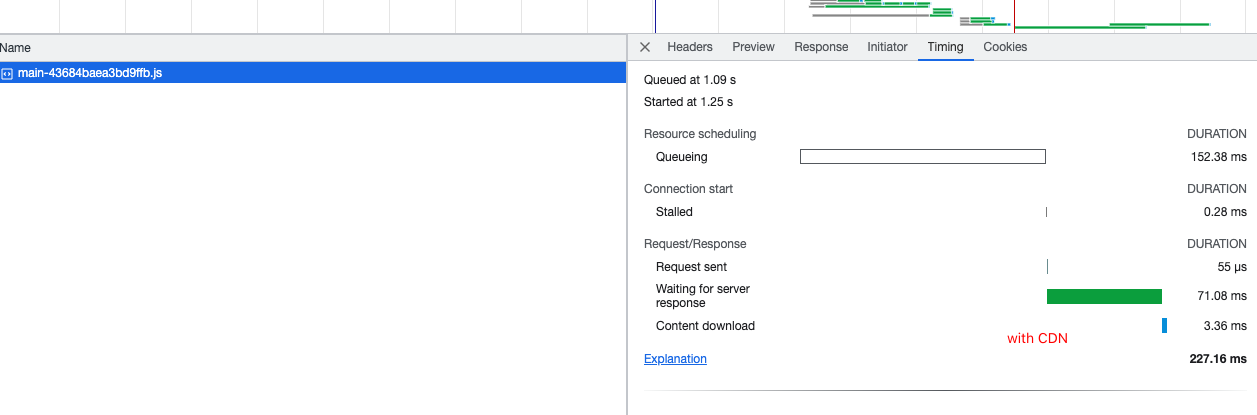 Name
main-43684baea3bd9ffb.js
Headers Preview Response Initiator Timing Cookies
Queued at 1.09 s
Started at 1.25 s
Resource scheduling DURATION
Queueing 152.38 ms
Connection start DURATION
Stalled 0.28 ms
Request/Response DURATION
Request sent 55 μs
Waiting for server
response 71.08 ms
Content download 3.36 ms
with CDN
Explanation 227.16 ms